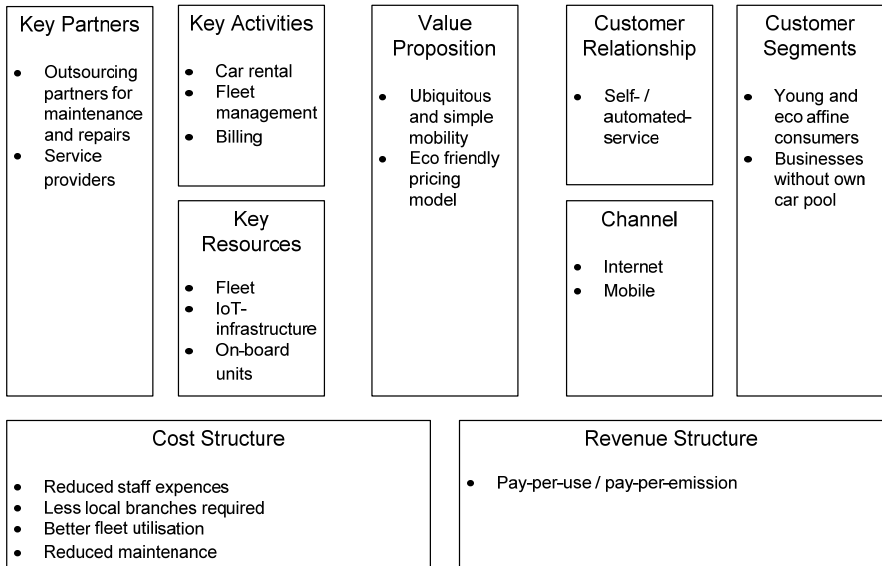 Key Partners
• Outsourcing
partners for
maintenance
and repairs
• Service
providers
Key Activities
• Car rental
• Fleet
management
• Billing
Key
Resources
• Fleet
• IoT-
infrastructure
• On-board
units
Value
Proposition
• Ubiquitous
and simple
mobility
• Eco friendly
pricing
model
Customer
Relationship
• Self- /
automated-
service
Channel
• Internet
• Mobile
Customer
Segments
• Young and
eco affine
consumers
• Businesses
without own
car pool
Cost Structure
• Reduced staff expences
• Less local branches required
• Better fleet utilisation
• Reduced maintenance
Revenue Structure
• Pay-per-use / pay-per-emission